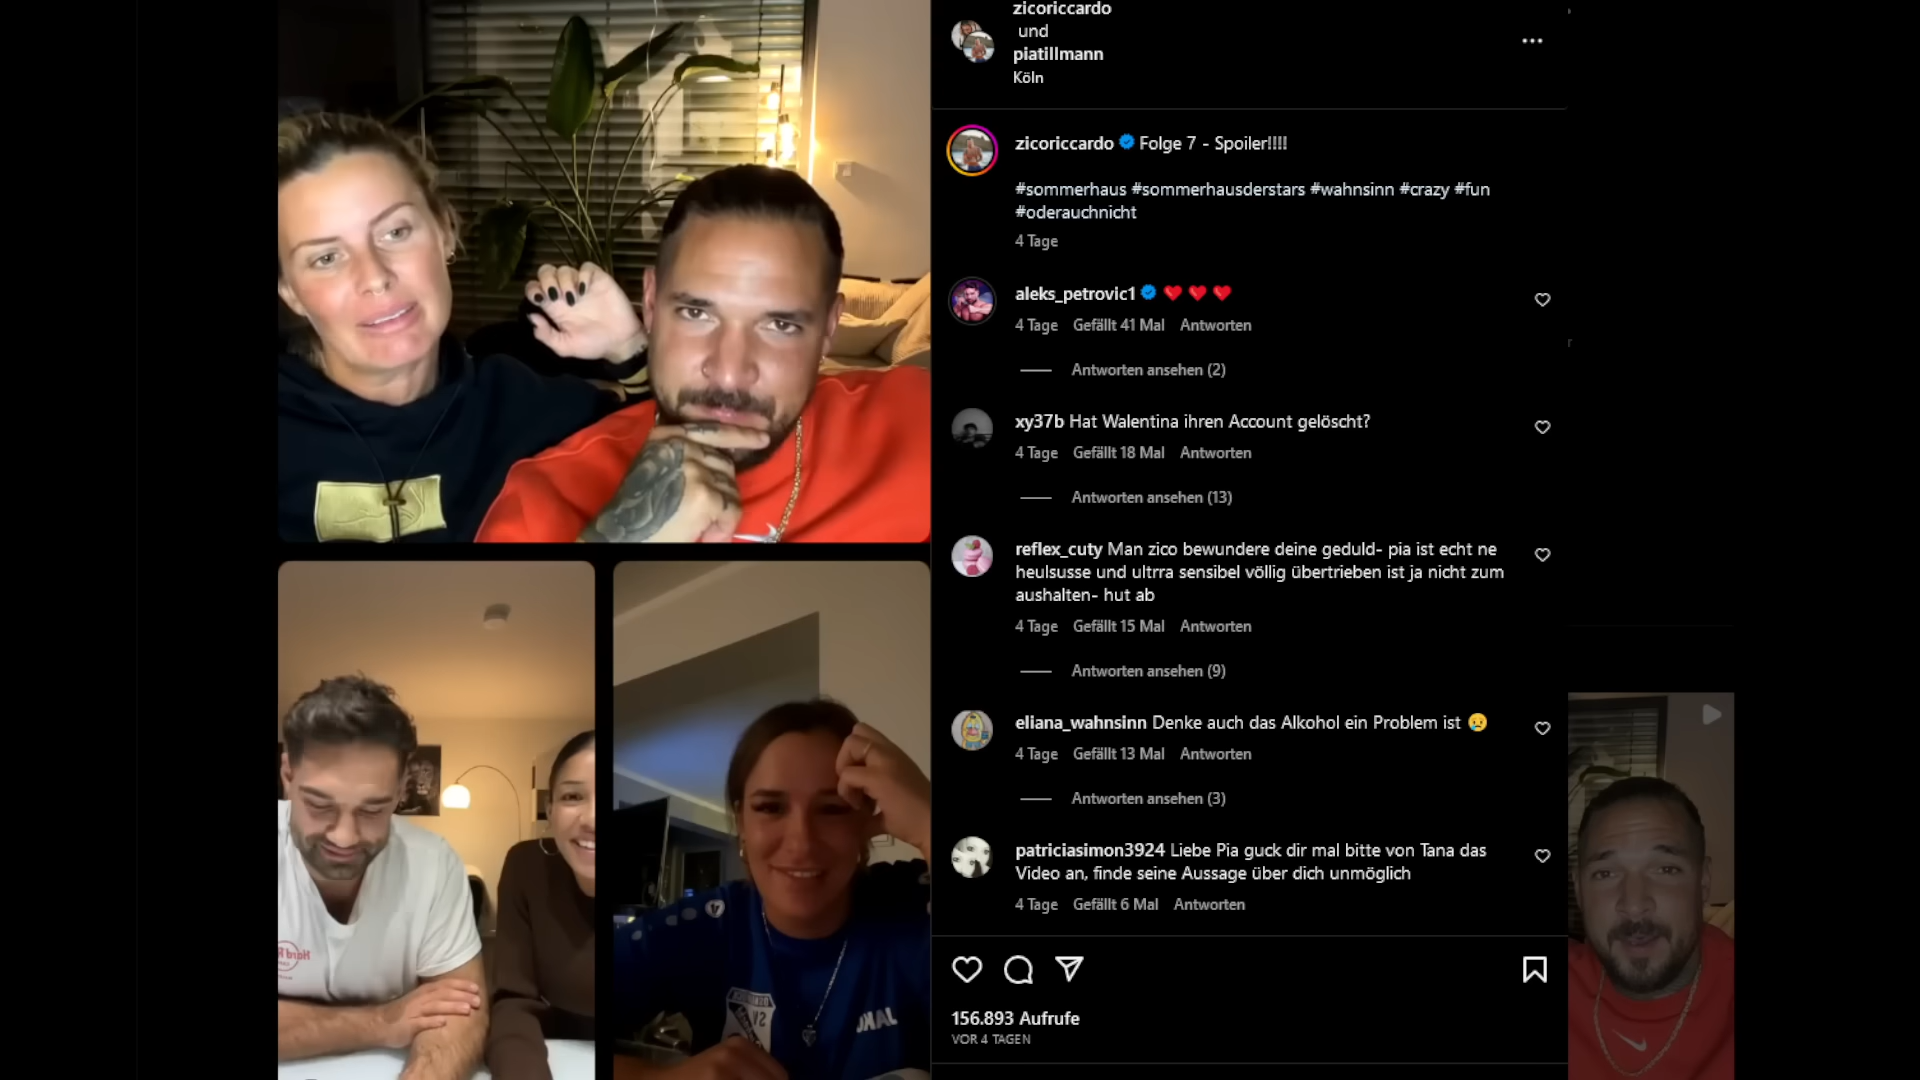 zicoriccardo
und
piatillmann
Köln
zicoriccardo Folge 7 - Spoiler!!!!
#sommerhaus #sommerhausderstars #wahnsinn #crazy #fun
#oderauchnicht
4 Tage
aleks_petrovic1 ❤️ ❤️ ❤️
4 Tage Gefällt 41 Mal Antworten
Antworten ansehen (2)
xy37b Hat Walentina ihren Account gelöscht?
4 Tage Gefällt 18 Mal Antworten
Antworten ansehen (13)
reflex_cuty Man zico bewundere deine geduld- pia ist echt ne
heulsusse und ultrra sensibel völlig übertrieben ist ja nicht zum
aushalten- hut ab
4 Tage Gefällt 15 Mal Antworten
Antworten ansehen (9)
eliana_wahnsinn Denke auch das Alkohol ein Problem ist 😢
4 Tage Gefällt 13 Mal Antworten
Antworten ansehen (3)
patriciasimon3924 Liebe Pia guck dir mal bitte von Tana das
Video an, finde seine Aussage über dich unmöglich
4 Tage Gefällt 6 Mal Antworten
156.893 Aufrufe
VOR 4 TAGEN